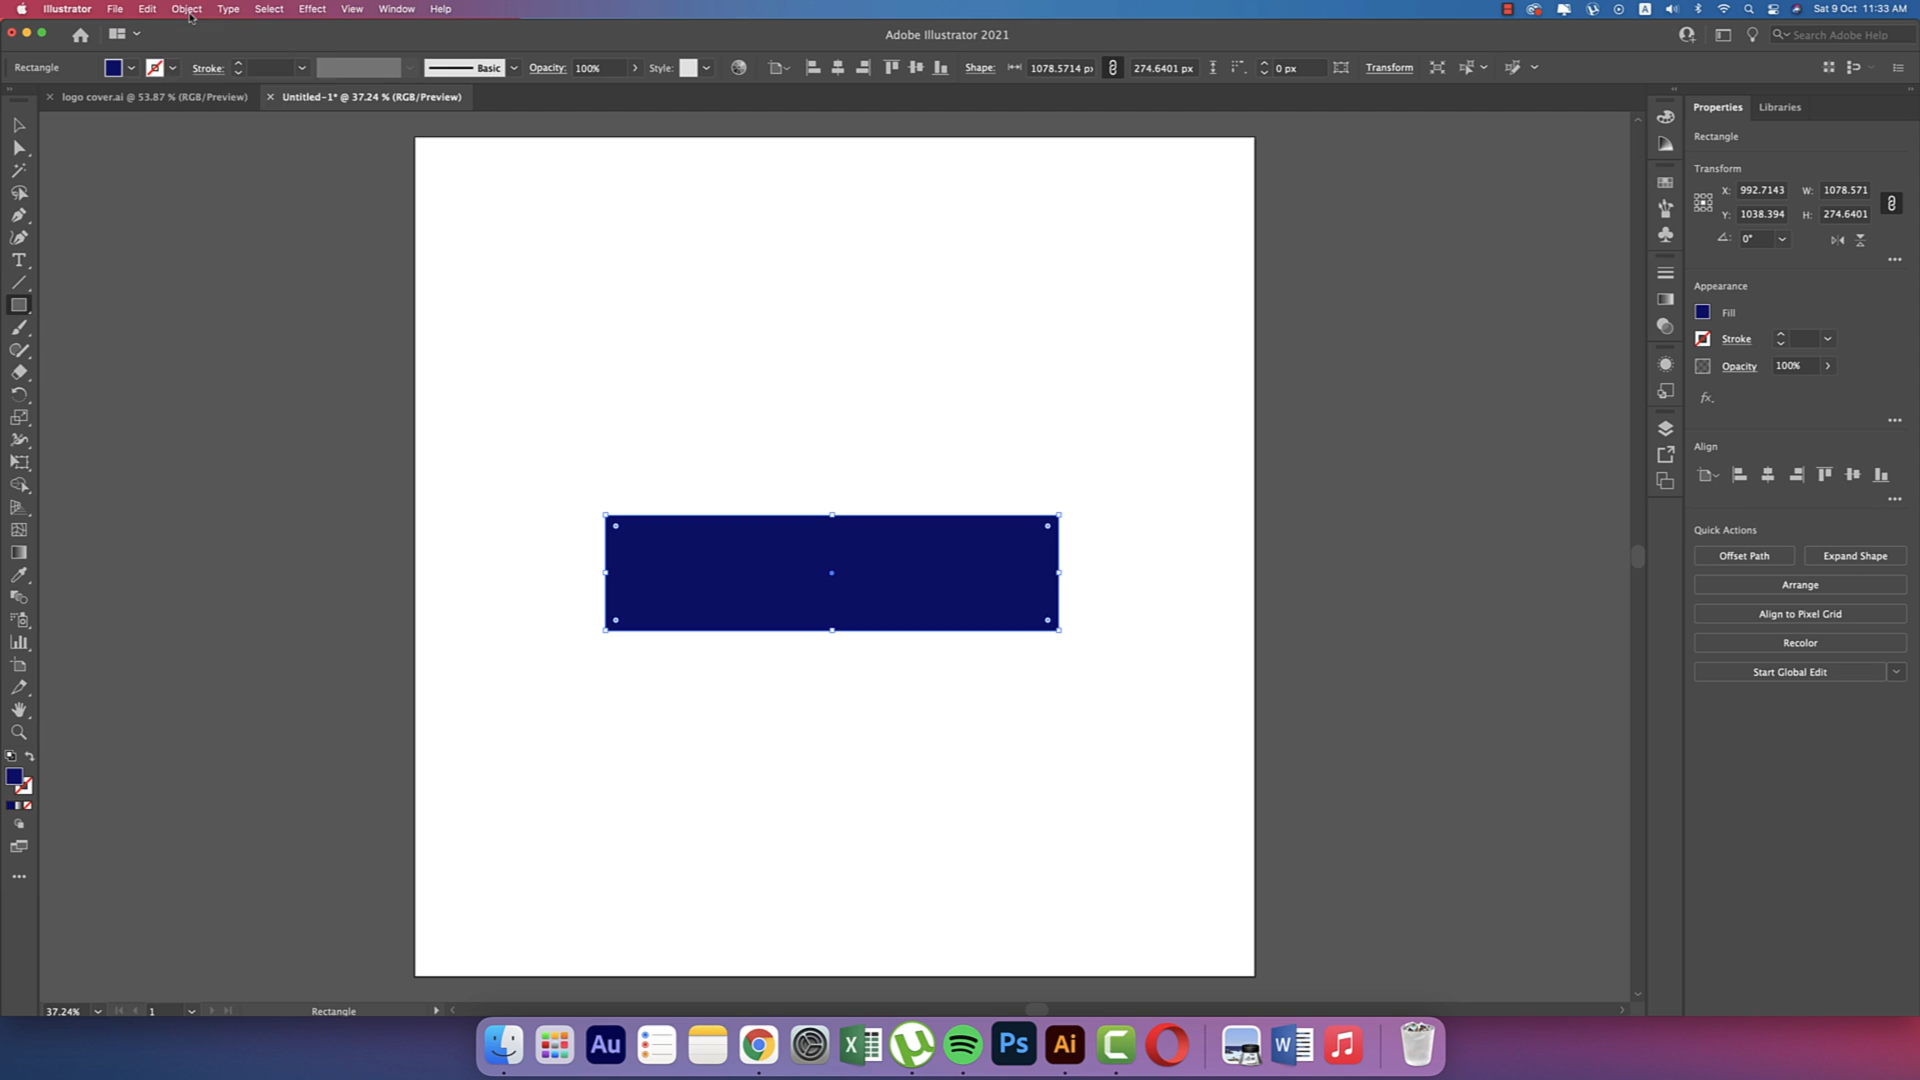 Illustrator File Edit Object Type Select Effect View Window Help
A Sat 9 Oct 11:33 AM
Adobe Illustrator 2021
Search Adobe Help
Rectangle Stroke: Basic Opacity: 100% Style: Shape: 1078.5714 px 274.6401 px 0 px Transform
logo cover.ai @ 53.87 % (RGB/Preview) Untitled-1* @ 37.24 % (RGB/Preview)
Properties Libraries
Rectangle
Transform
X: 992.7143 W: 1078.571
Y: 1038.394 H: 274.6401
0°
Appearance
Fill
Stroke
Opacity 100%
fx.
Align
Quick Actions
Offset Path Expand Shape
Arrange
Align to Pixel Grid
Recolor
Start Global Edit
37.24% 1 Rectangle
Au X Ps Ai C W